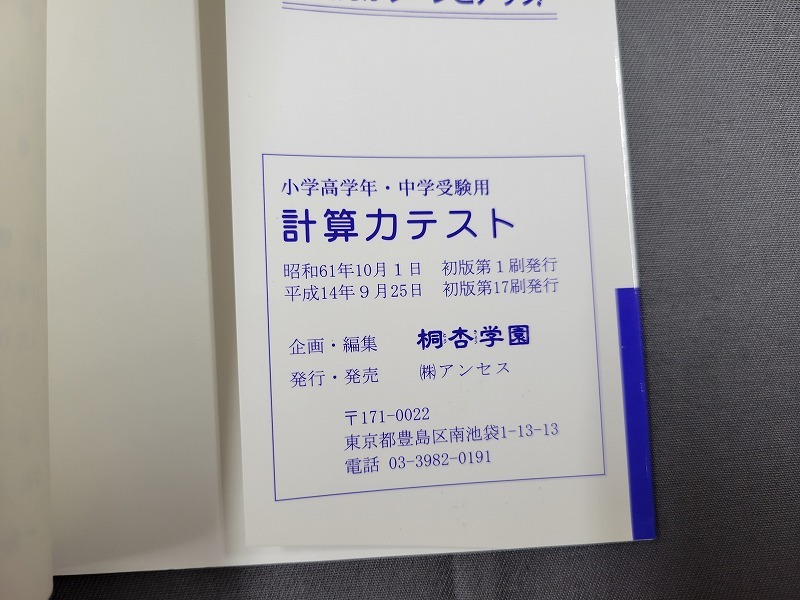 小学高学年・中学受験用
計算力テスト
昭和61年10月1日 初版第1刷発行
平成14年9月25日 初版第17刷発行
企画・編集 桐杏学園
発行・発売 ㈱アンセス
〒171-0022
東京都豊島区南池袋1-13-13
電話 03-3982-0191